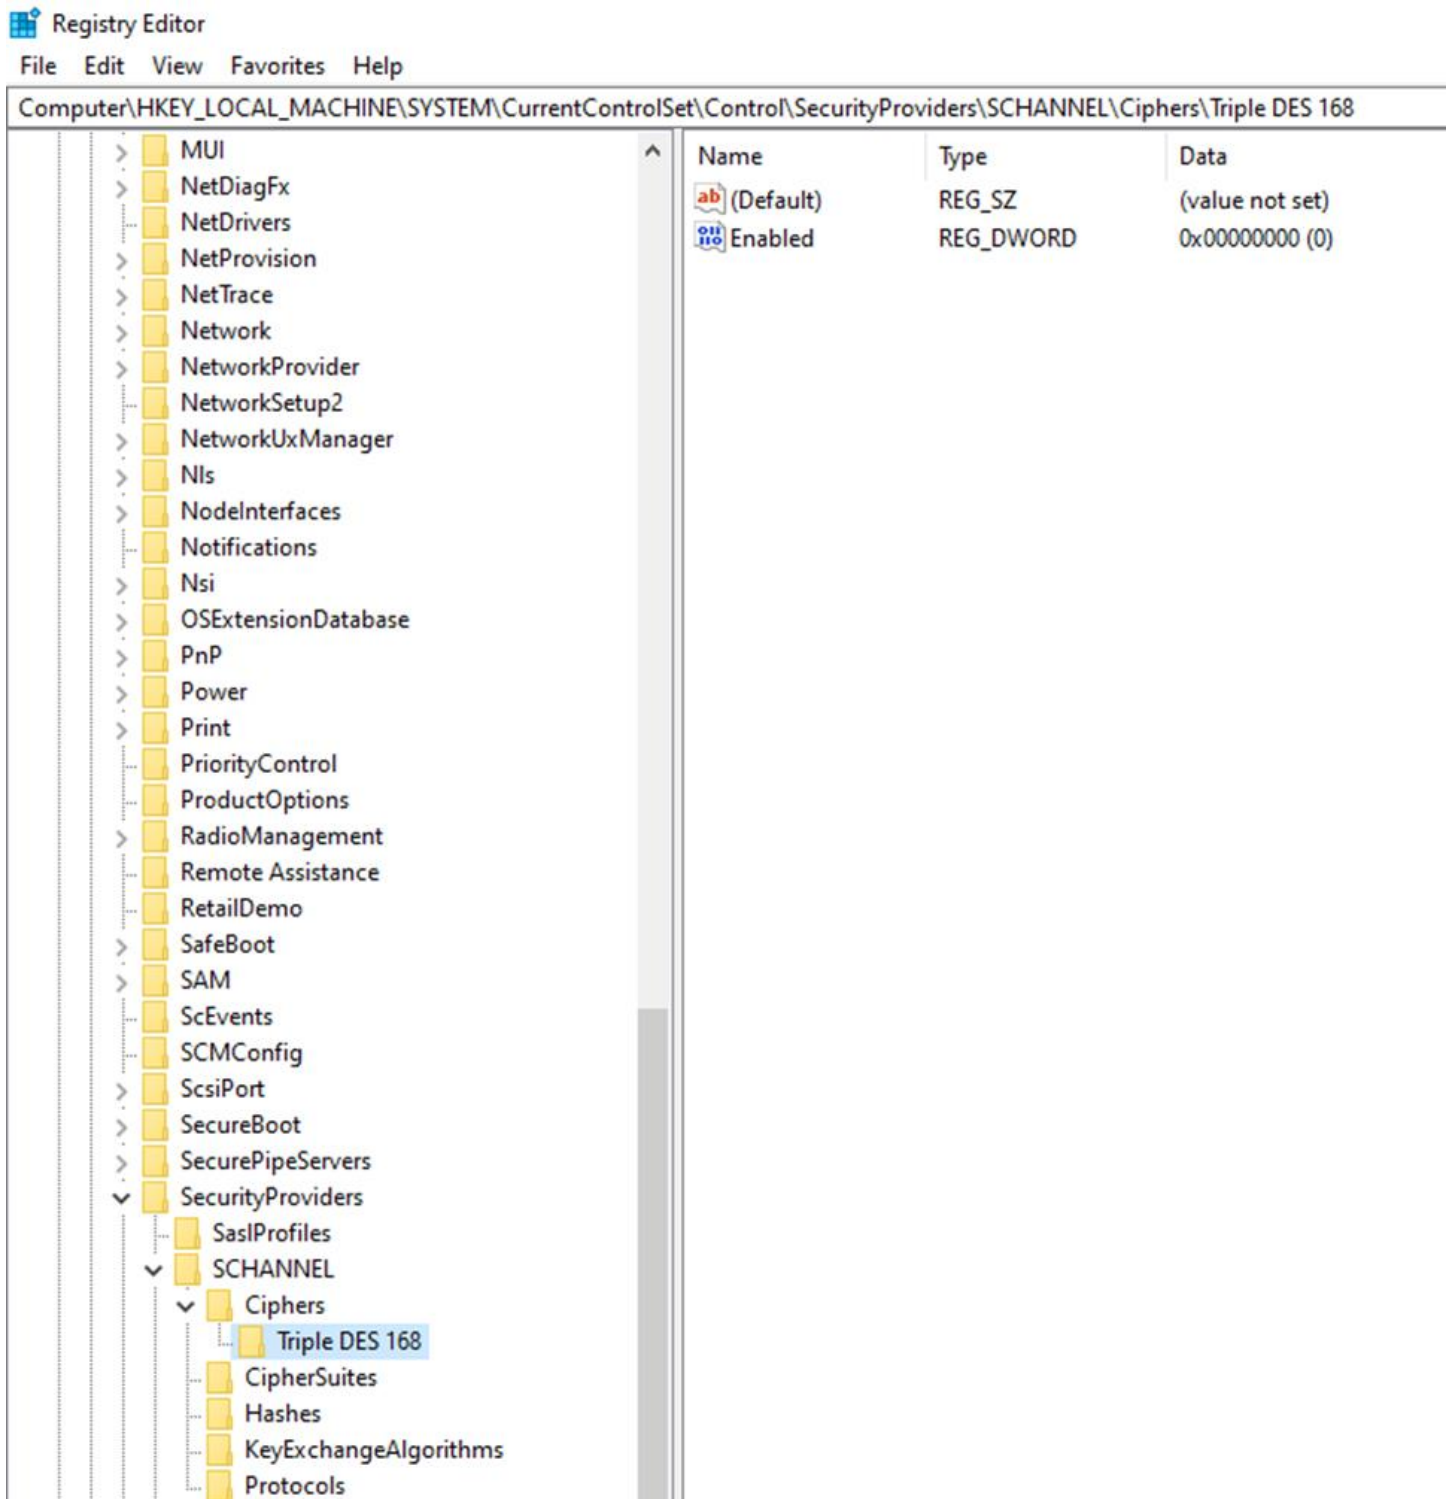 Registry Editor
File Edit View Favorites Help
Computer\HKEY_LOCAL_MACHINE\SYSTEM\CurrentControlSet\Control\SecurityProviders\SCHANNEL\Ciphers\Triple DES 168
MUI
NetDiagFx
NetDrivers
NetProvision
NetTrace
Network
NetworkProvider
NetworkSetup2
NetworkUxManager
Nls
NodeInterfaces
Notifications
Nsi
OSExtensionDatabase
PnP
Power
Print
PriorityControl
ProductOptions
RadioManagement
Remote Assistance
RetailDemo
SafeBoot
SAM
ScEvents
SCMConfig
ScsiPort
SecureBoot
SecurePipeServers
SecurityProviders
SaslProfiles
SCHANNEL
Ciphers
Triple DES 168
CipherSuites
Hashes
KeyExchangeAlgorithms
Protocols
Name Type Data
(Default) REG_SZ (value not set)
Enabled REG_DWORD 0x00000000 (0)